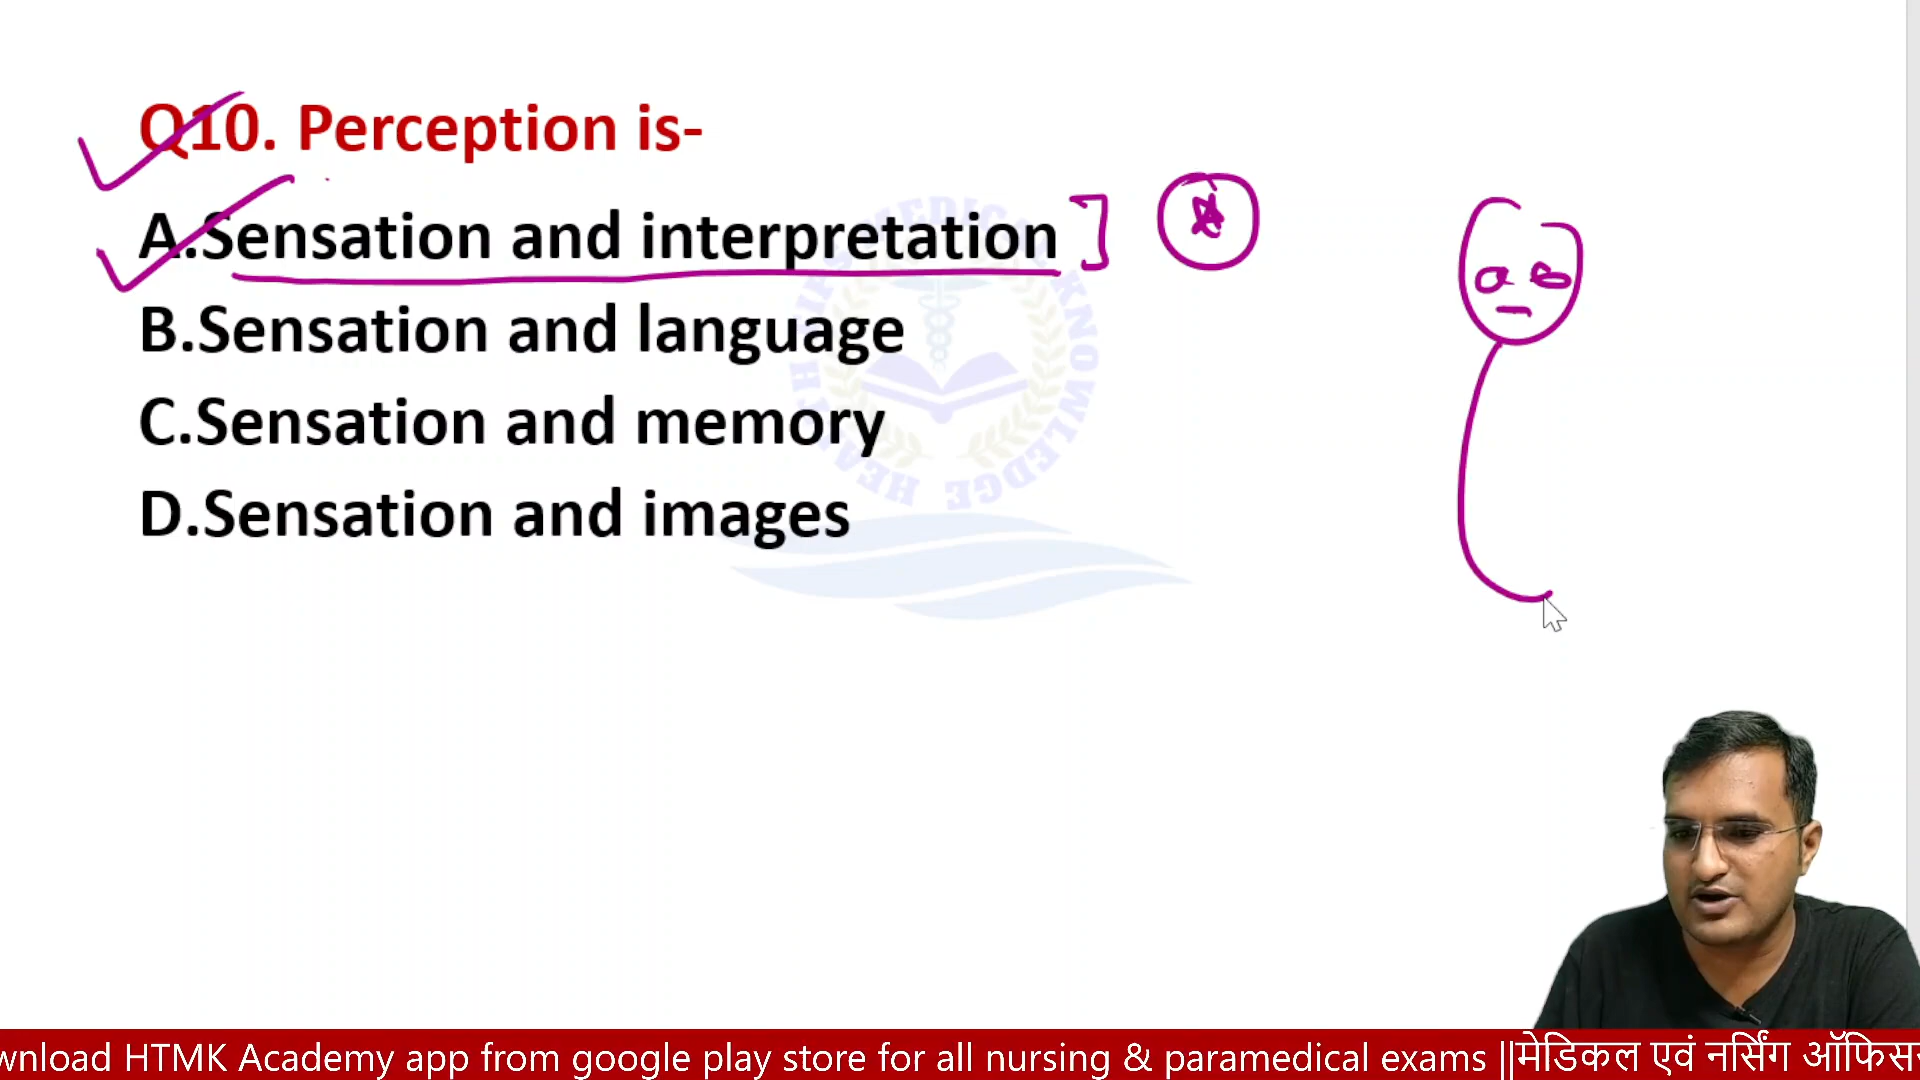 Q10. Perception is-
A.Sensation and interpretation
B.Sensation and language
C.Sensation and memory
D.Sensation and images
wnload HTMK Academy app from google play store for all nursing & paramedical exams ||मेडिकल एवं नर्सिंग ऑफिस